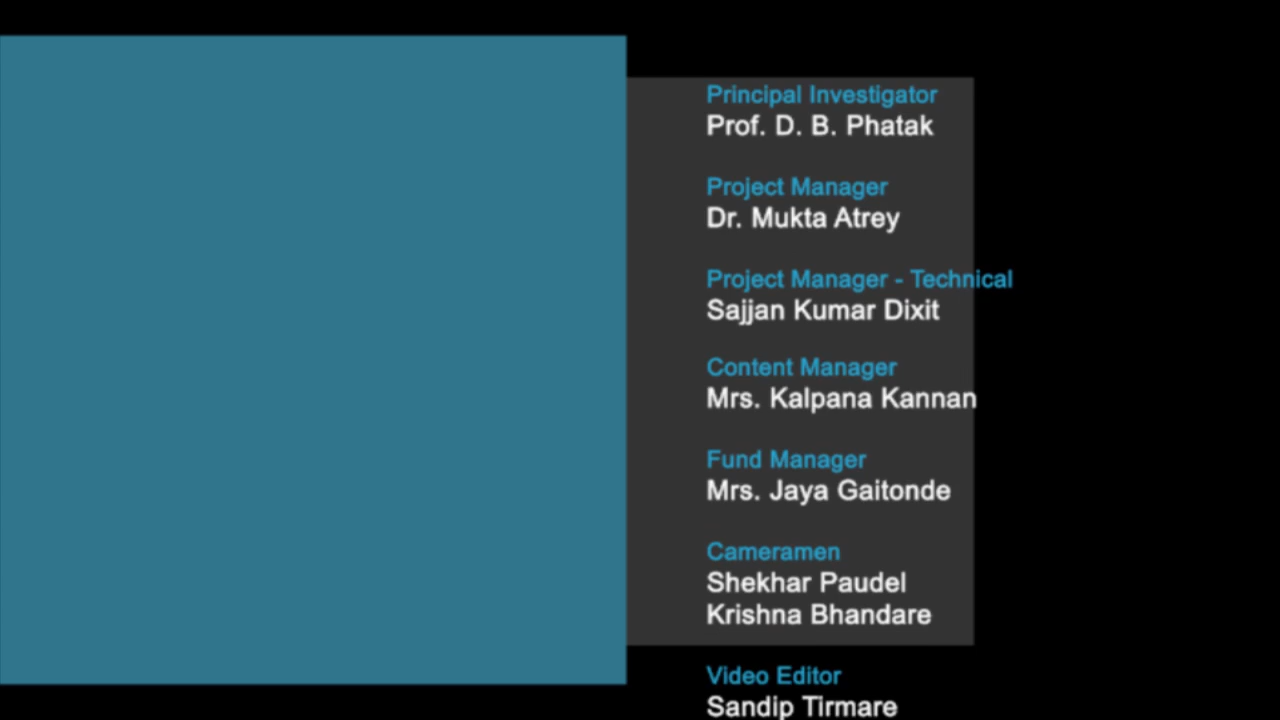 Principal Investigator
Prof. D. B. Phatak
Project Manager
Dr. Mukta Atrey
Project Manager - Technical
Sajjan Kumar Dixit
Content Manager
Mrs. Kalpana Kannan
Fund Manager
Mrs. Jaya Gaitonde
Cameramen
Shekhar Paudel
Krishna Bhandare
Video Editor
Sandip Tirmare